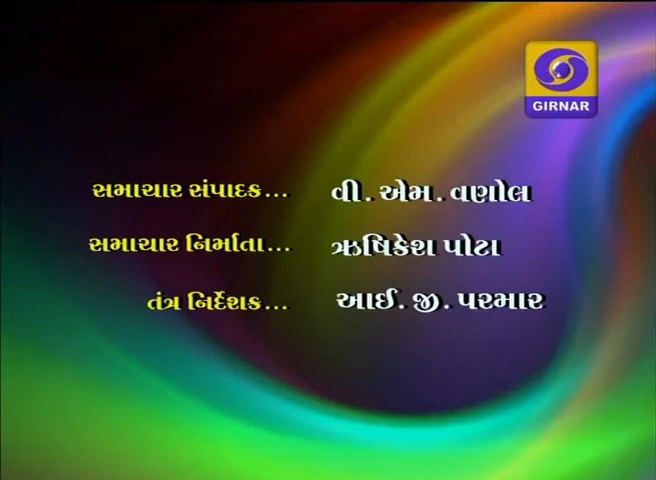 GIRNAR
સમાચાર સંપાદક... વી. એમ. વણોલ
સમાચાર નિર્માતા... ઋષિકેશ પોટા
તંત્ર નિર્દેશક... આઈ. જી. પરમાર